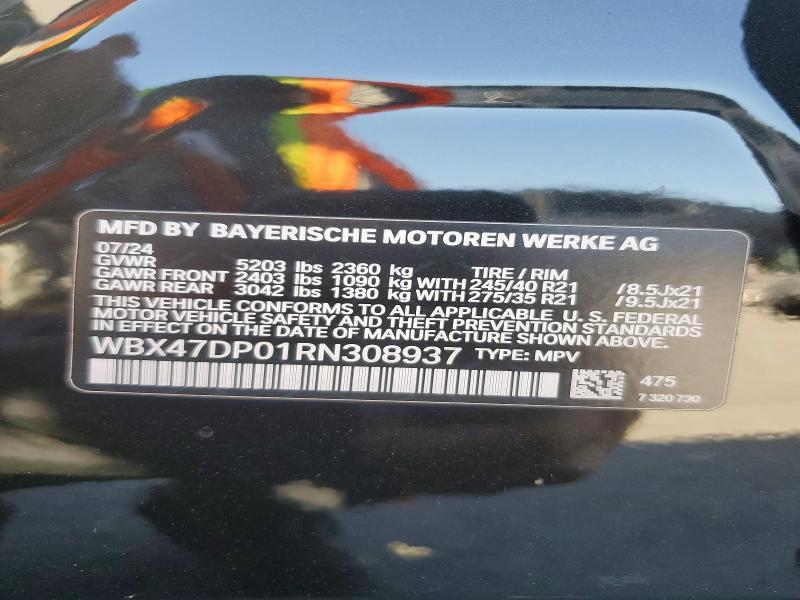 MFD BY BAYERISCHE MOTOREN WERKE AG
07/24
GVWR 5203 lbs 2360 kg TIRE / RIM
GAWR FRONT 2403 lbs 1090 kg WITH 245/40 R21 /8.5Jx21
GAWR REAR 3042 lbs 1380 kg WITH 275/35 R21 /9.5Jx21
THIS VEHICLE CONFORMS TO ALL APPLICABLE U. S. FEDERAL
MOTOR VEHICLE SAFETY AND THEFT PREVENTION STANDARDS
IN EFFECT ON THE DATE OF MANUFACTURE SHOWN ABOVE.
WBX47DP01RN308937 TYPE: MPV
475
7 320 730